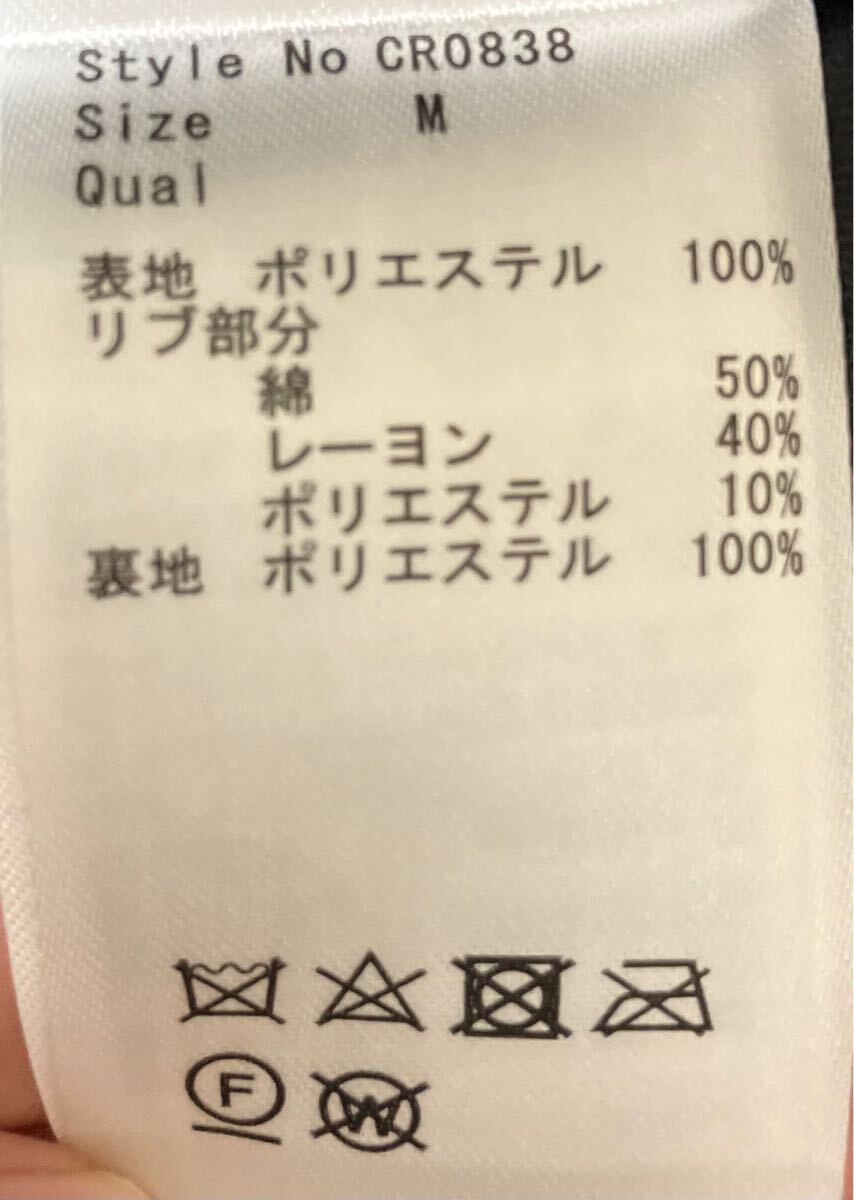 Style No CR0838
Size M
Qual
表地 ポリエステル 100%
リブ部分
綿 50%
レーヨン 40%
ポリエステル 10%
裏地 ポリエステル 100%
F
W